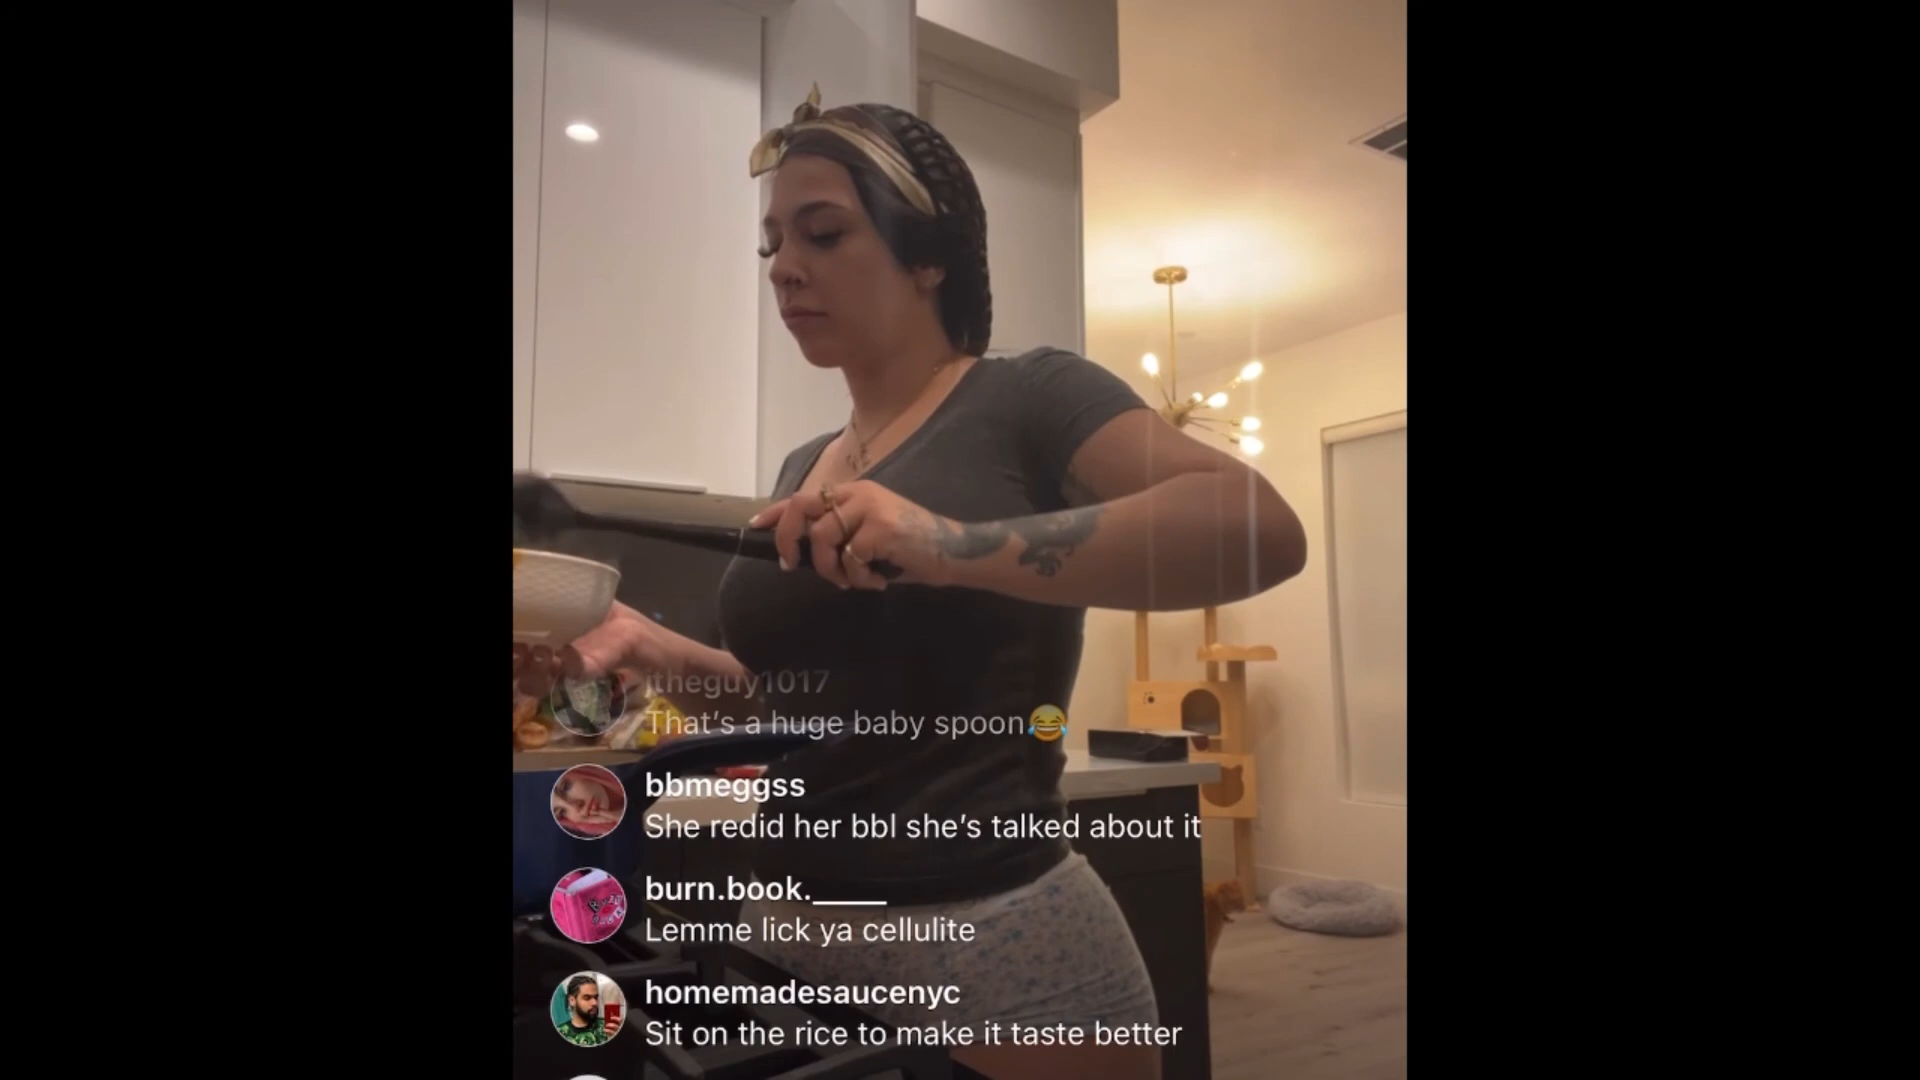 jtheguy1017
That's a huge baby spoon😂
bbmeggss
She redid her bbl she's talked about it
burn.book._____
Lemme lick ya cellulite
homemadesaucenyc
Sit on the rice to make it taste better